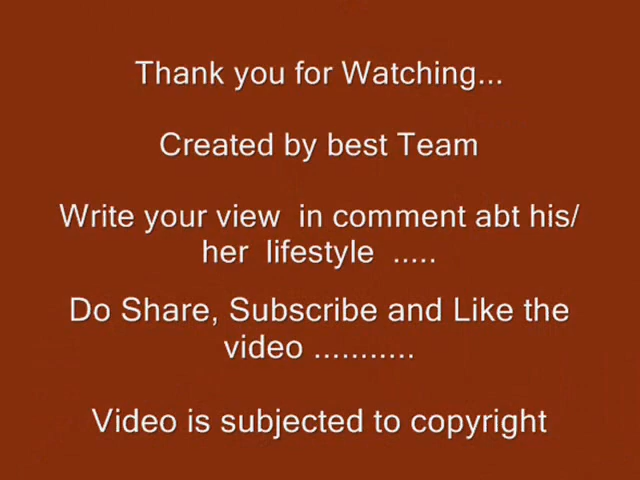 Thank you for Watching...
Created by best Team
Write your view  in comment abt his/
her  lifestyle  .....
Do Share, Subscribe and Like the
video ...........
Video is subjected to copyright